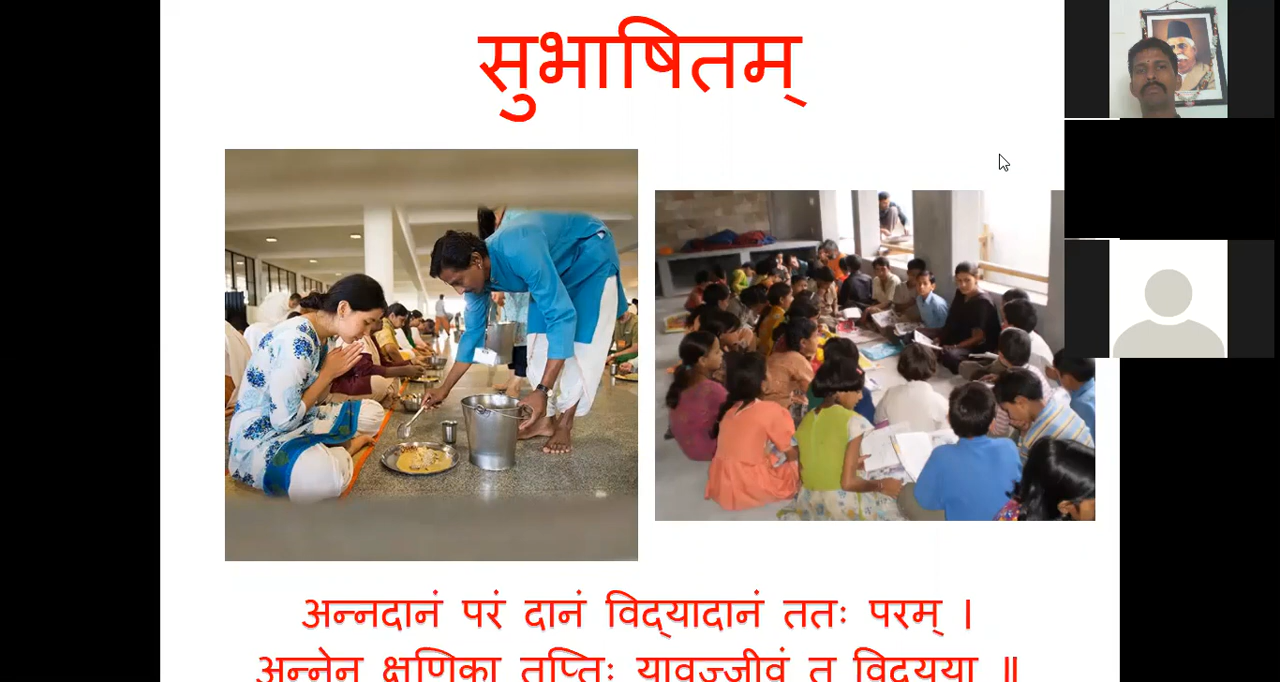 सुभाषितम्
अन्नदानं परं दानं विद्यादानं ततः परम् ।
अन्नेन क्षणिका तृप्तिः यावज्जीवं तु विद्यया ॥